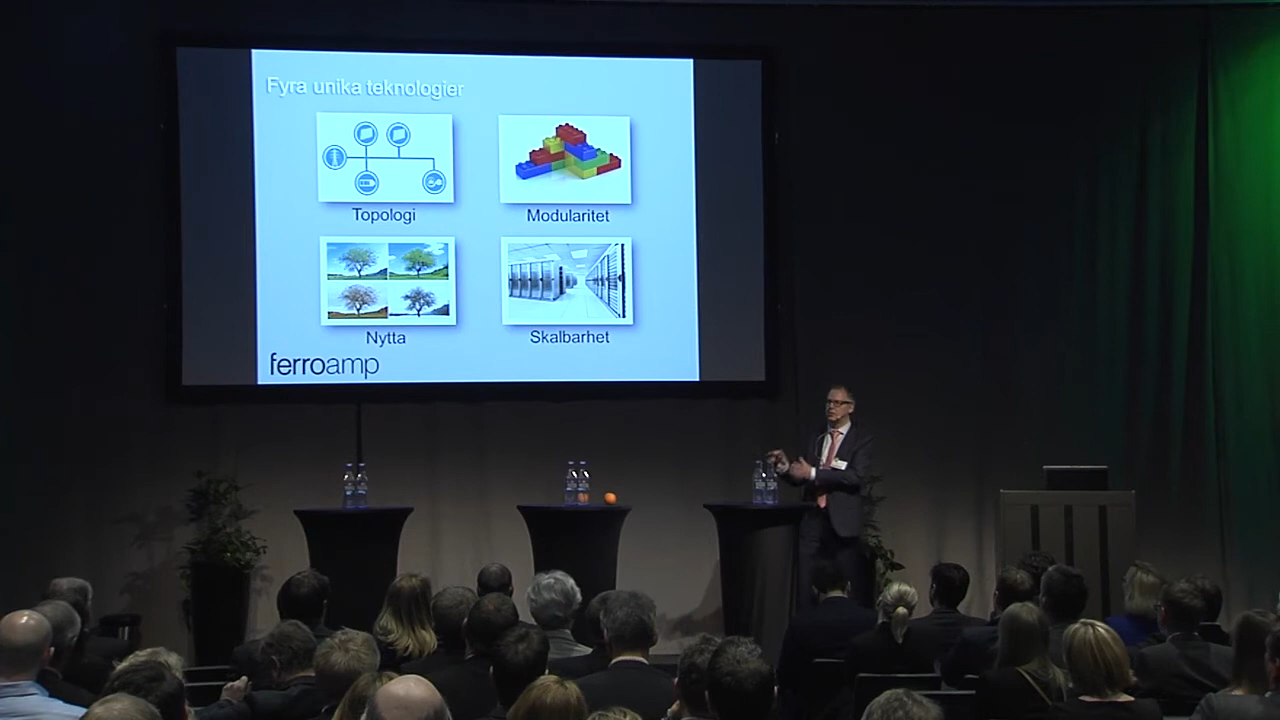 Fyra unika teknologier
Topologi
Modularitet
Nytta
Skalbarhet
ferroamp